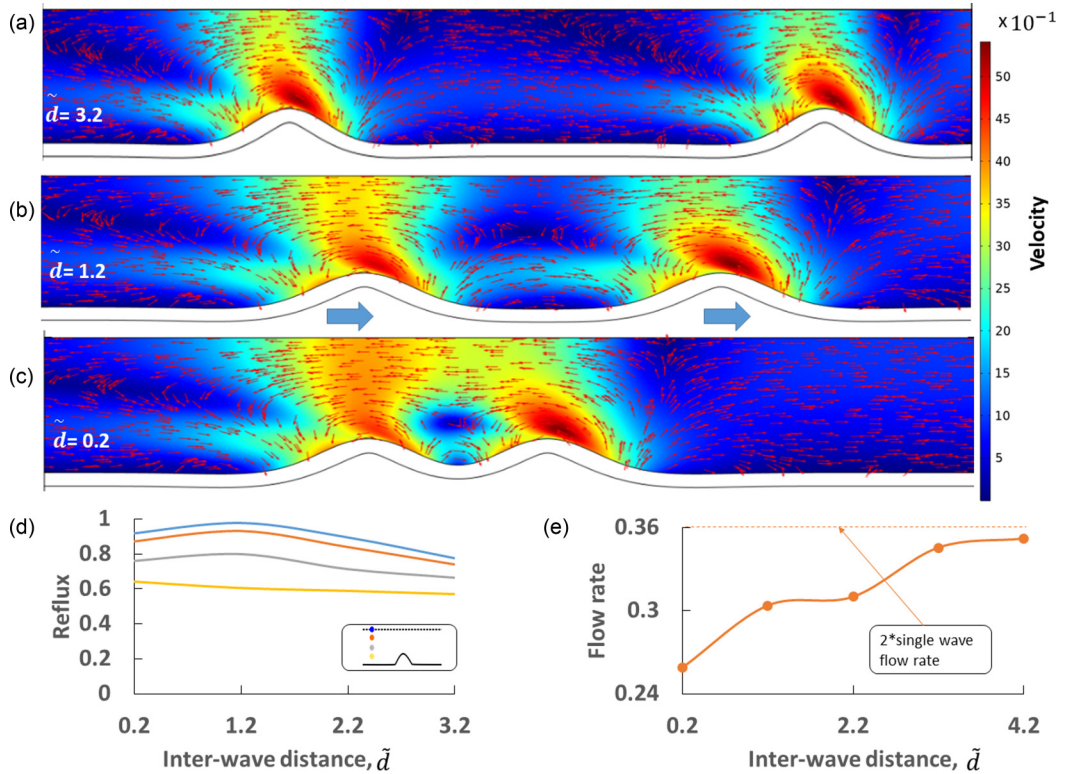 (a)
x10⁻¹
d̃= 3.2
50
45
40
35
30
25
20
15
10
5
Velocity
(b)
d̃= 1.2
(c)
d̃= 0.2
(d)
1
0.8
0.6
0.4
0.2
0
Reflux
0.2 1.2 2.2 3.2
Inter-wave distance, d̃
(e)
0.36
0.3
0.24
Flow rate
2*single wave
flow rate
0.2 2.2 4.2
Inter-wave distance, d̃